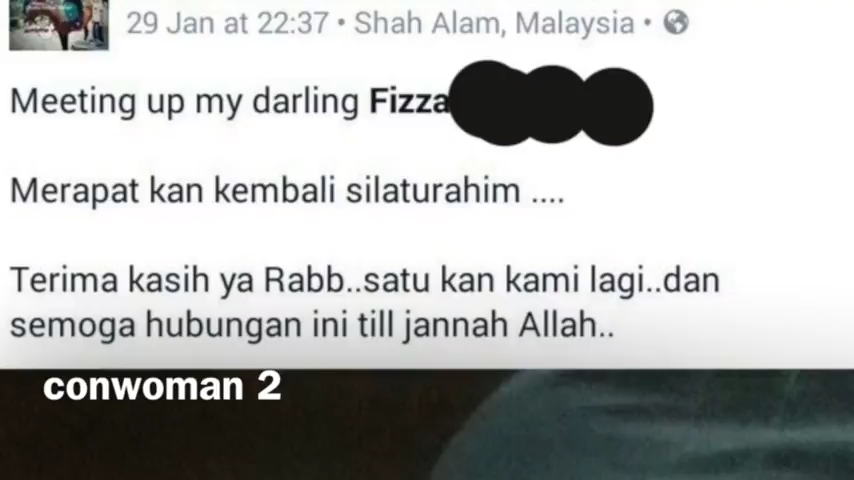 29 Jan at 22:37 • Shah Alam, Malaysia •
Meeting up my darling Fizza
Merapat kan kembali silaturahim ....
Terima kasih ya Rabb..satu kan kami lagi..dan
semoga hubungan ini till jannah Allah..
conwoman 2